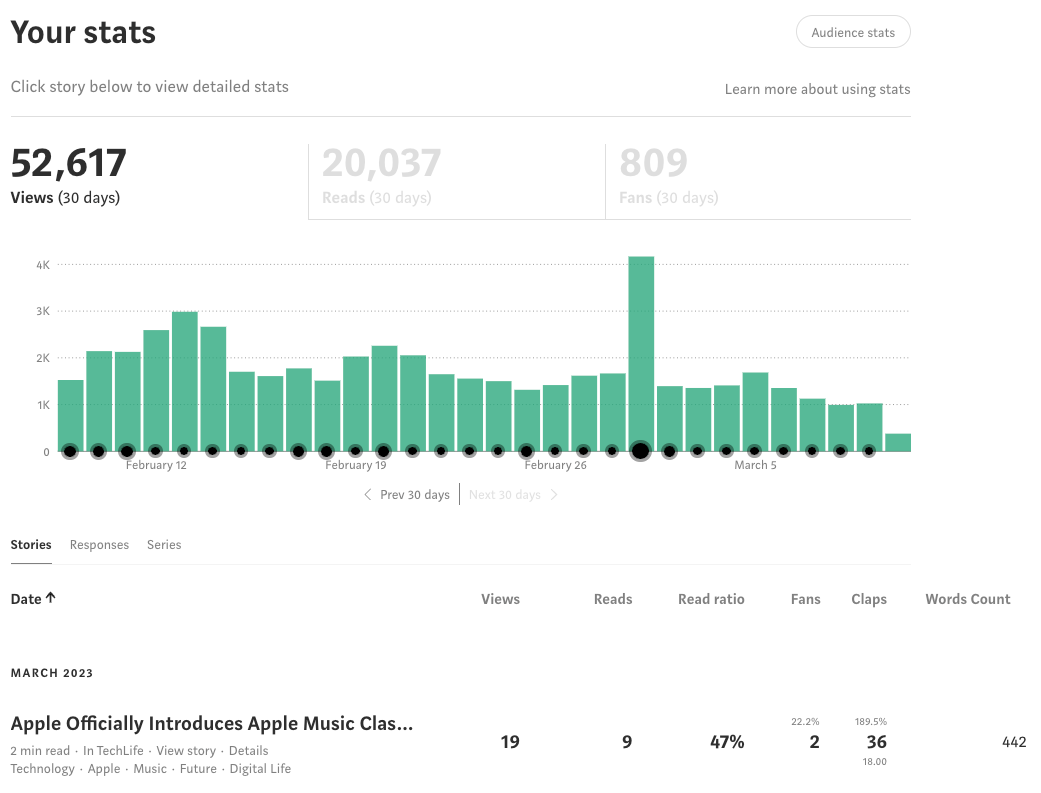 Your stats
Audience stats
Click story below to view detailed stats
Learn more about using stats
52,617
Views (30 days)
20,037
Reads (30 days)
809
Fans (30 days)
4K
3K
2K
1K
0
February 12
February 19
February 26
March 5
Prev 30 days
Next 30 days
Stories
Responses
Series
Date Views Reads Read ratio Fans Claps Words Count
MARCH 2023
Apple Officially Introduces Apple Music Clas...
2 min read · In TechLife · View story · Details
Technology · Apple · Music · Future · Digital Life
19
9
47%
22.2%
2
189.5%
36
18.00
442